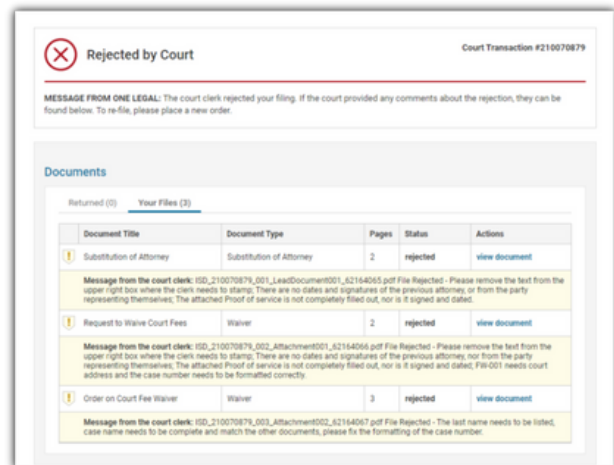 Rejected by Court
Court Transaction #210070879
MESSAGE FROM ONE LEGAL: The court clerk rejected your filing. If the court provided any comments about the rejection, they can be
found below. To re-file, please place a new order.
Documents
Returned (0) Your Files (3)
Document Title Document Type Pages Status Actions
Substitution of Attorney Substitution of Attorney 2 rejected view document
Message from the court clerk: ISD_210070879_001_LeadDocument001_62164065.pdf File Rejected - Please remove the text from the
upper right box where the clerk needs to stamp; There are no dates and signatures of the previous attorney, or from the party
representing themselves; The attached Proof of service is not completely filled out, nor is it signed and dated.
Request to Waive Court Fees Waiver 2 rejected view document
Message from the court clerk: ISD_210070879_002_Attachment001_62164066.pdf File Rejected - Please remove the text from the
upper right box where the clerk needs to stamp; There are no dates and signatures of the previous attorney, nor from the party
representing themselves; The attached Proof of service is not completely filled out, nor is it signed and dated; FW-001 needs court
address and the case number needs to be formatted correctly.
Order on Court Fee Waiver Waiver 3 rejected view document
Message from the court clerk: ISD_210070879_003_Attachment002_62164067.pdf File Rejected - The last name needs to be listed,
case name needs to be complete and match the other documents, please fix the formatting of the case number.